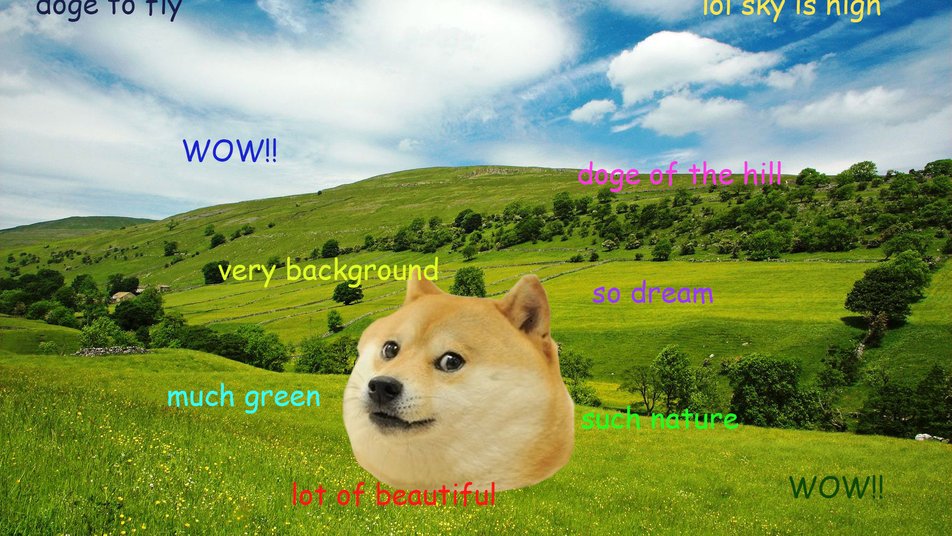 doge to fly
lol sky is high
WOW!!
doge of the hill
very background
so dream
much green
such nature
WOW!!
lot of beautiful